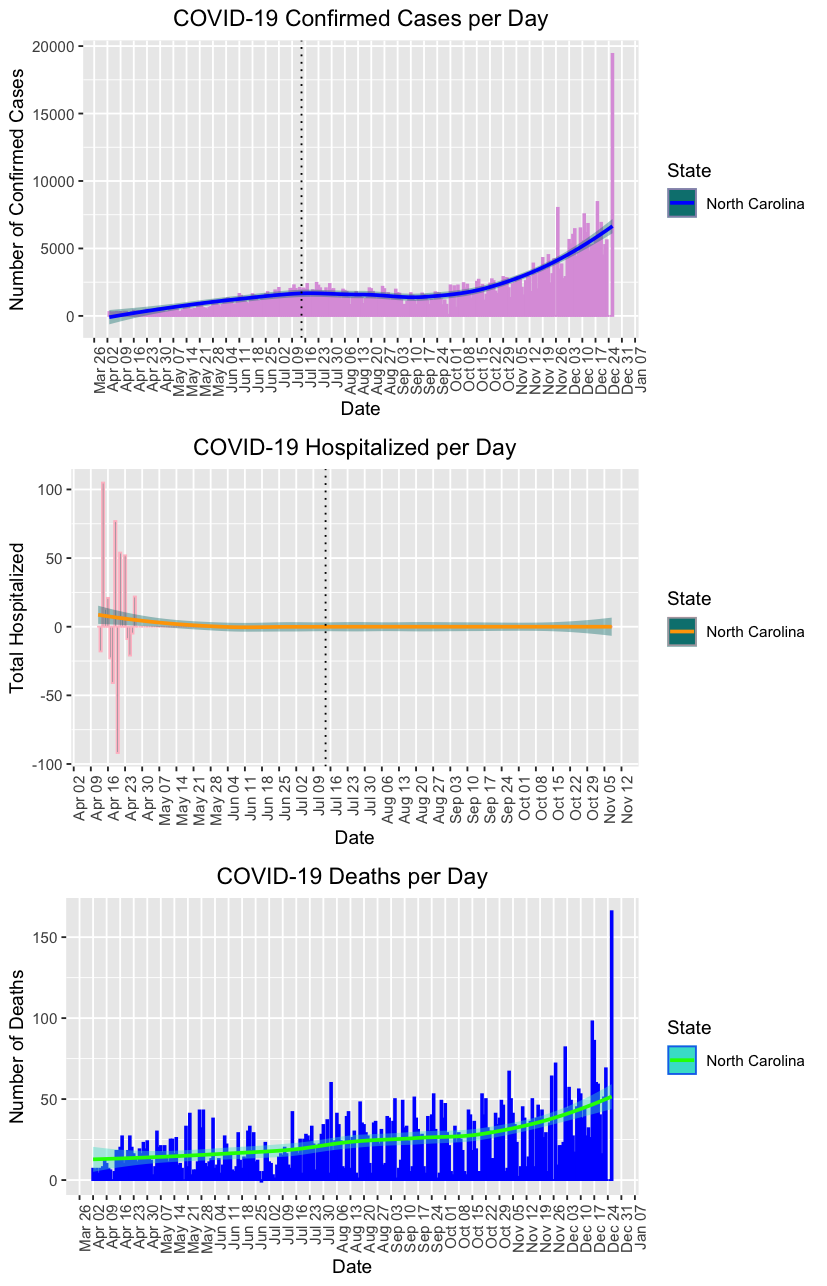 COVID-19 Confirmed Cases per Day
Number of Confirmed Cases
20000
15000
10000
5000
0
Mar 26
Apr 02
Apr 09
Apr 16
Apr 23
Apr 30
May 07
May 14
May 21
May 28
Jun 04
Jun 11
Jun 18
Jun 25
Jul 02
Jul 09
Jul 16
Jul 23
Jul 30
Aug 06
Aug 13
Aug 20
Aug 27
Sep 03
Sep 10
Sep 17
Sep 24
Oct 01
Oct 08
Oct 15
Oct 22
Oct 29
Nov 05
Nov 12
Nov 19
Nov 26
Dec 03
Dec 10
Dec 17
Dec 24
Dec 31
Jan 07
Date
State
North Carolina
COVID-19 Hospitalized per Day
Total Hospitalized
100
50
0
-50
-100
Apr 02
Apr 09
Apr 16
Apr 23
Apr 30
May 07
May 14
May 21
May 28
Jun 04
Jun 11
Jun 18
Jun 25
Jul 02
Jul 09
Jul 16
Jul 23
Jul 30
Aug 06
Aug 13
Aug 20
Aug 27
Sep 03
Sep 10
Sep 17
Sep 24
Oct 01
Oct 08
Oct 15
Oct 22
Oct 29
Nov 05
Nov 12
Date
State
North Carolina
COVID-19 Deaths per Day
Number of Deaths
150
100
50
0
Mar 26
Apr 02
Apr 09
Apr 16
Apr 23
Apr 30
May 07
May 14
May 21
May 28
Jun 04
Jun 11
Jun 18
Jun 25
Jul 02
Jul 09
Jul 16
Jul 23
Jul 30
Aug 06
Aug 13
Aug 20
Aug 27
Sep 03
Sep 10
Sep 17
Sep 24
Oct 01
Oct 08
Oct 15
Oct 22
Oct 29
Nov 05
Nov 12
Nov 19
Nov 26
Dec 03
Dec 10
Dec 17
Dec 24
Dec 31
Jan 07
Date
State
North Carolina